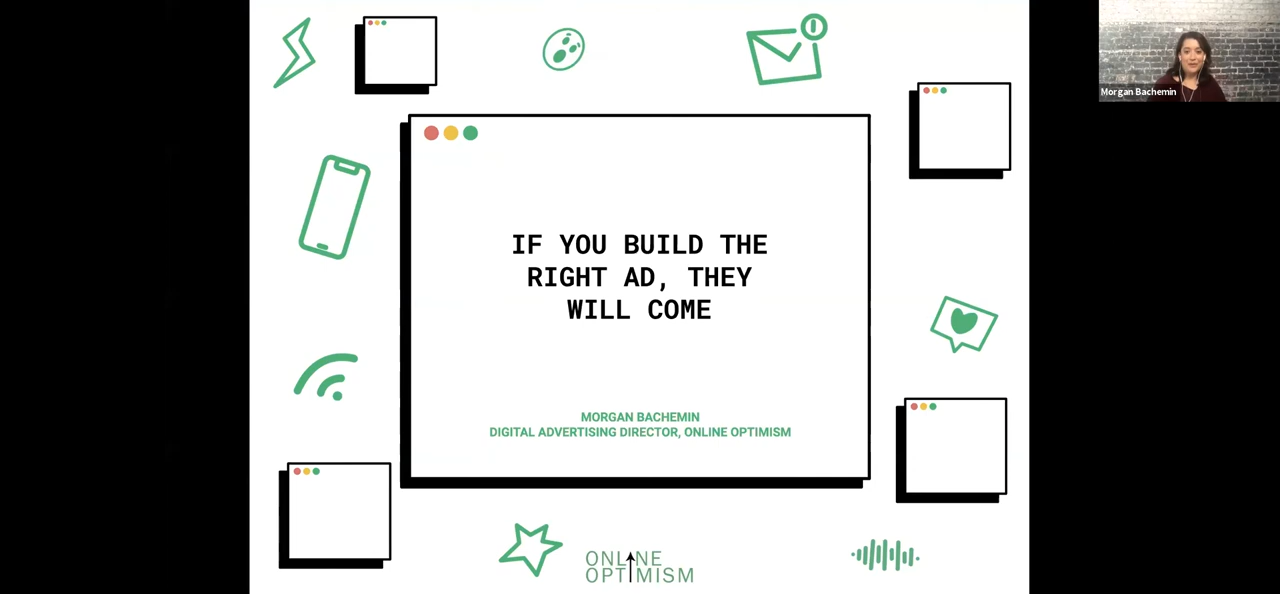 Morgan Bachemin
IF YOU BUILD THE
RIGHT AD, THEY
WILL COME
MORGAN BACHEMIN
DIGITAL ADVERTISING DIRECTOR, ONLINE OPTIMISM
ONLINE
OPTIMISM